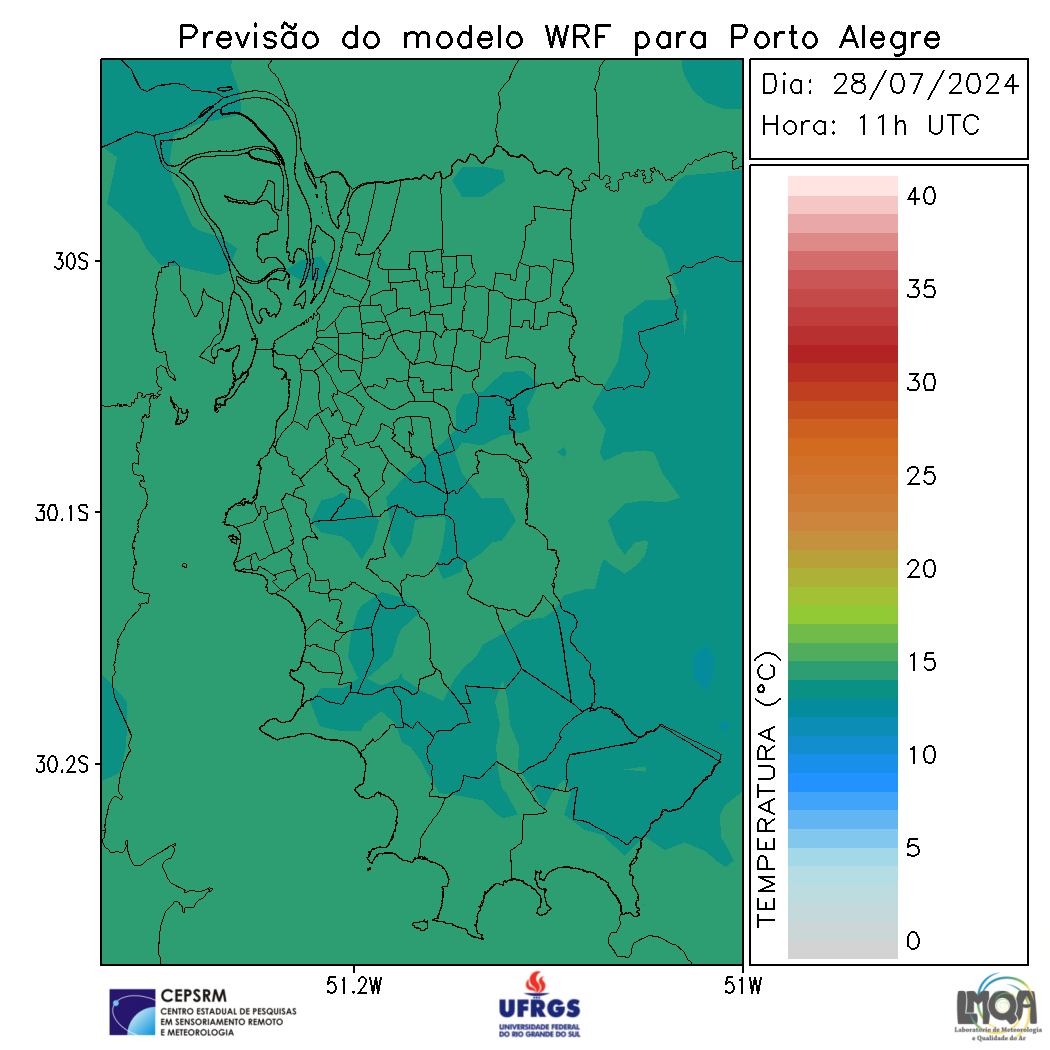 Previsão do modelo WRF para Porto Alegre
Dia: 28/07/2024
Hora: 11h UTC
40
35
30
25
20
15
10
5
0
TEMPERATURA (°C)
30S
30.1S
30.2S
51.2W
51W
CEPSRM
CENTRO ESTADUAL DE PESQUISAS
EM SENSORIAMENTO REMOTO
E METEOROLOGIA
UFRGS
UNIVERSIDADE FEDERAL
DO RIO GRANDE DO SUL
LMQA
Laboratório de Meteorologia
e Qualidade do Ar